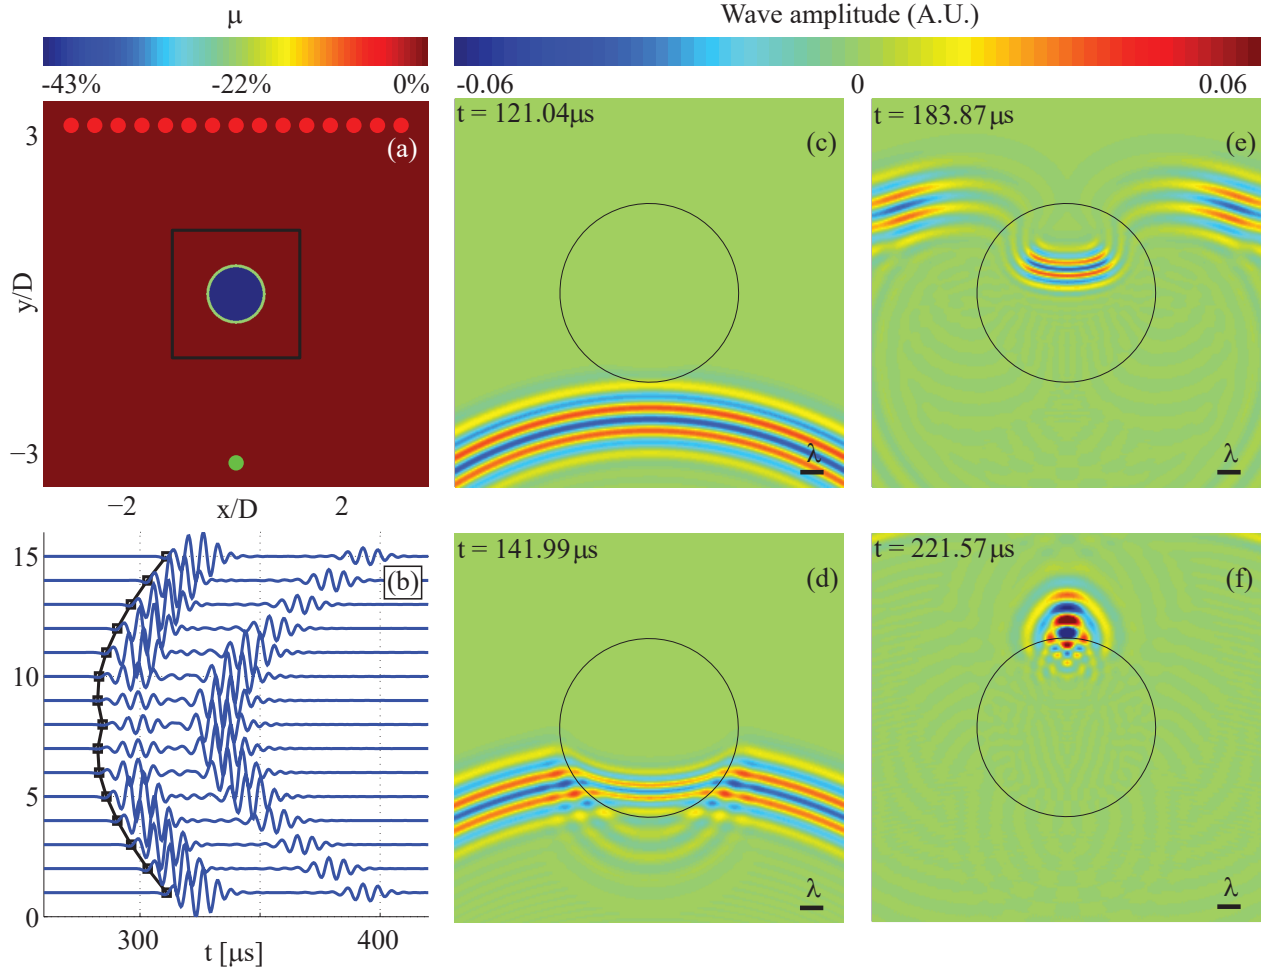 μ
-43%
-22%
0%
Wave amplitude (A.U.)
-0.06
0
0.06
3
(a)
y/D
−3
−2
x/D
2
t = 121.04μs
(c)
λ
t = 183.87μs
(e)
λ
15
(b)
10
5
0
300
400
t [μs]
t = 141.99μs
(d)
λ
t = 221.57μs
(f)
λ